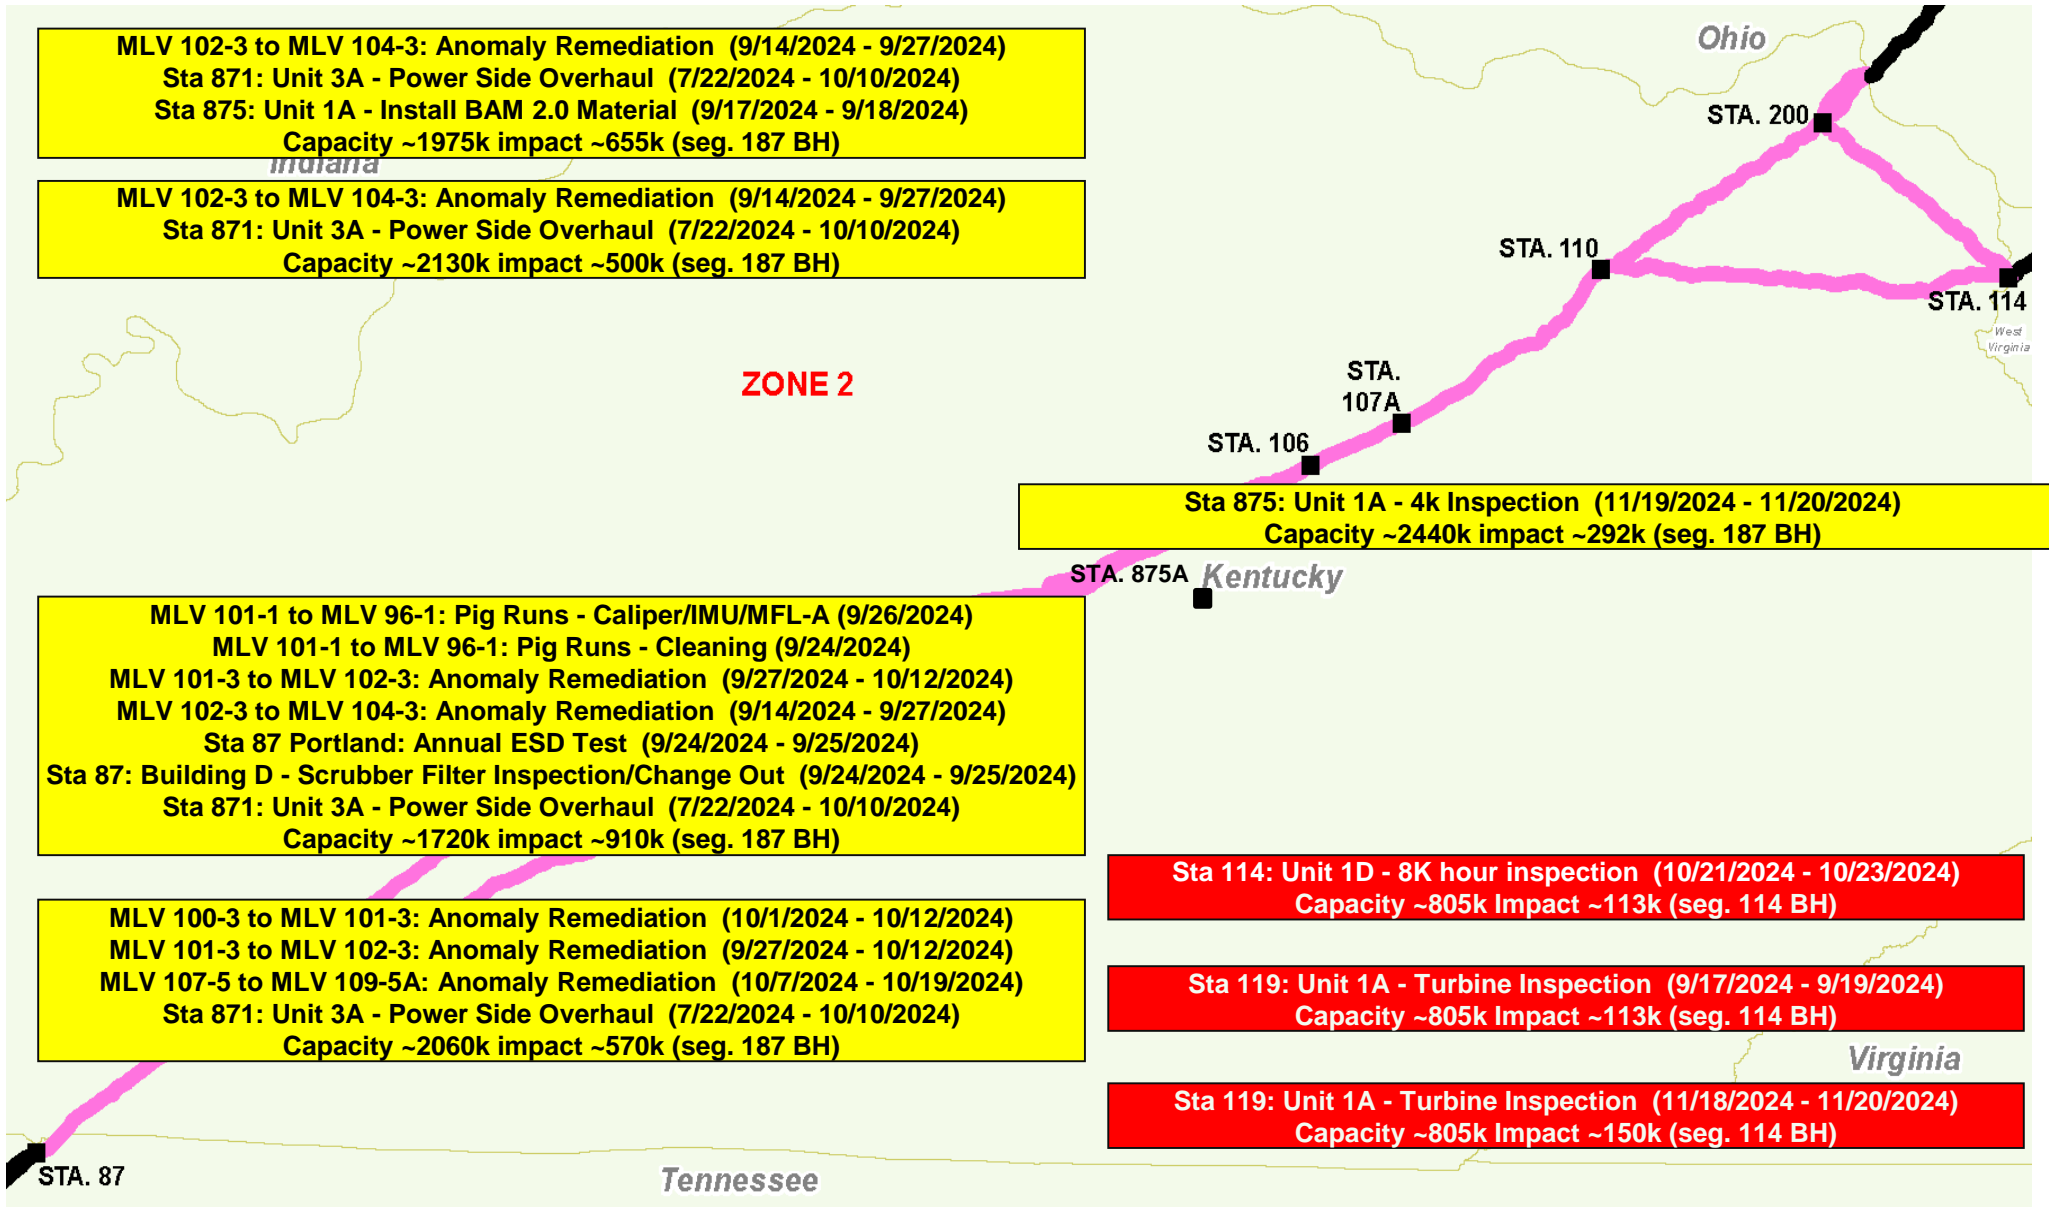 MLV 102-3 to MLV 104-3: Anomaly Remediation (9/14/2024 - 9/27/2024)
Sta 871: Unit 3A - Power Side Overhaul (7/22/2024 - 10/10/2024)
Sta 875: Unit 1A - Install BAM 2.0 Material (9/17/2024 - 9/18/2024)
Capacity ~1975k impact ~655k (seg. 187 BH)
Indiana
MLV 102-3 to MLV 104-3: Anomaly Remediation (9/14/2024 - 9/27/2024)
Sta 871: Unit 3A - Power Side Overhaul (7/22/2024 - 10/10/2024)
Capacity ~2130k impact ~500k (seg. 187 BH)
Ohio
STA. 200
STA. 110
STA. 114
West
Virginia
ZONE 2
STA.
107A
STA. 106
Sta 875: Unit 1A - 4k Inspection (11/19/2024 - 11/20/2024)
Capacity ~2440k impact ~292k (seg. 187 BH)
STA. 875A
Kentucky
MLV 101-1 to MLV 96-1: Pig Runs - Caliper/IMU/MFL-A (9/26/2024)
MLV 101-1 to MLV 96-1: Pig Runs - Cleaning (9/24/2024)
MLV 101-3 to MLV 102-3: Anomaly Remediation (9/27/2024 - 10/12/2024)
MLV 102-3 to MLV 104-3: Anomaly Remediation (9/14/2024 - 9/27/2024)
Sta 87 Portland: Annual ESD Test (9/24/2024 - 9/25/2024)
Sta 87: Building D - Scrubber Filter Inspection/Change Out (9/24/2024 - 9/25/2024)
Sta 871: Unit 3A - Power Side Overhaul (7/22/2024 - 10/10/2024)
Capacity ~1720k impact ~910k (seg. 187 BH)
MLV 100-3 to MLV 101-3: Anomaly Remediation (10/1/2024 - 10/12/2024)
MLV 101-3 to MLV 102-3: Anomaly Remediation (9/27/2024 - 10/12/2024)
MLV 107-5 to MLV 109-5A: Anomaly Remediation (10/7/2024 - 10/19/2024)
Sta 871: Unit 3A - Power Side Overhaul (7/22/2024 - 10/10/2024)
Capacity ~2060k impact ~570k (seg. 187 BH)
Sta 114: Unit 1D - 8K hour inspection (10/21/2024 - 10/23/2024)
Capacity ~805k Impact ~113k (seg. 114 BH)
Sta 119: Unit 1A - Turbine Inspection (9/17/2024 - 9/19/2024)
Capacity ~805k Impact ~113k (seg. 114 BH)
Virginia
Sta 119: Unit 1A - Turbine Inspection (11/18/2024 - 11/20/2024)
Capacity ~805k Impact ~150k (seg. 114 BH)
STA. 87
Tennessee